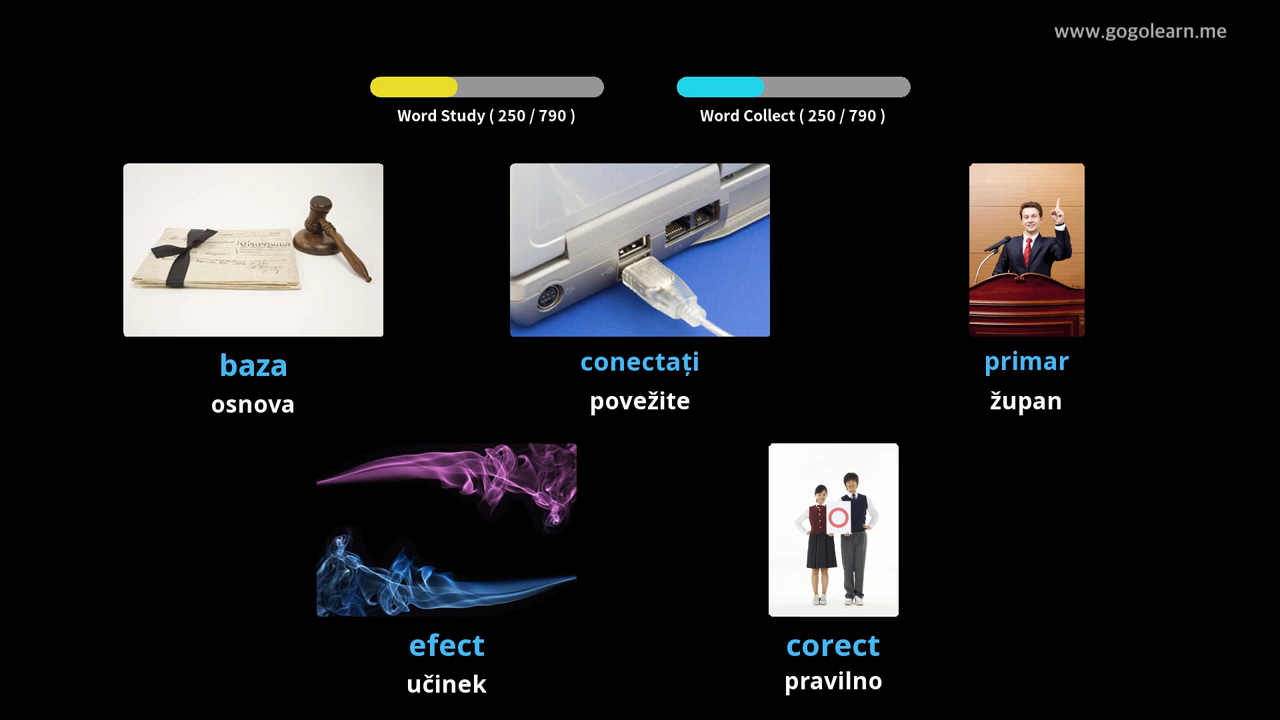 www.gogolearn.me
Word Study ( 250 / 790 )
Word Collect ( 250 / 790 )
baza
osnova
conectați
povežite
primar
župan
efect
učinek
corect
pravilno